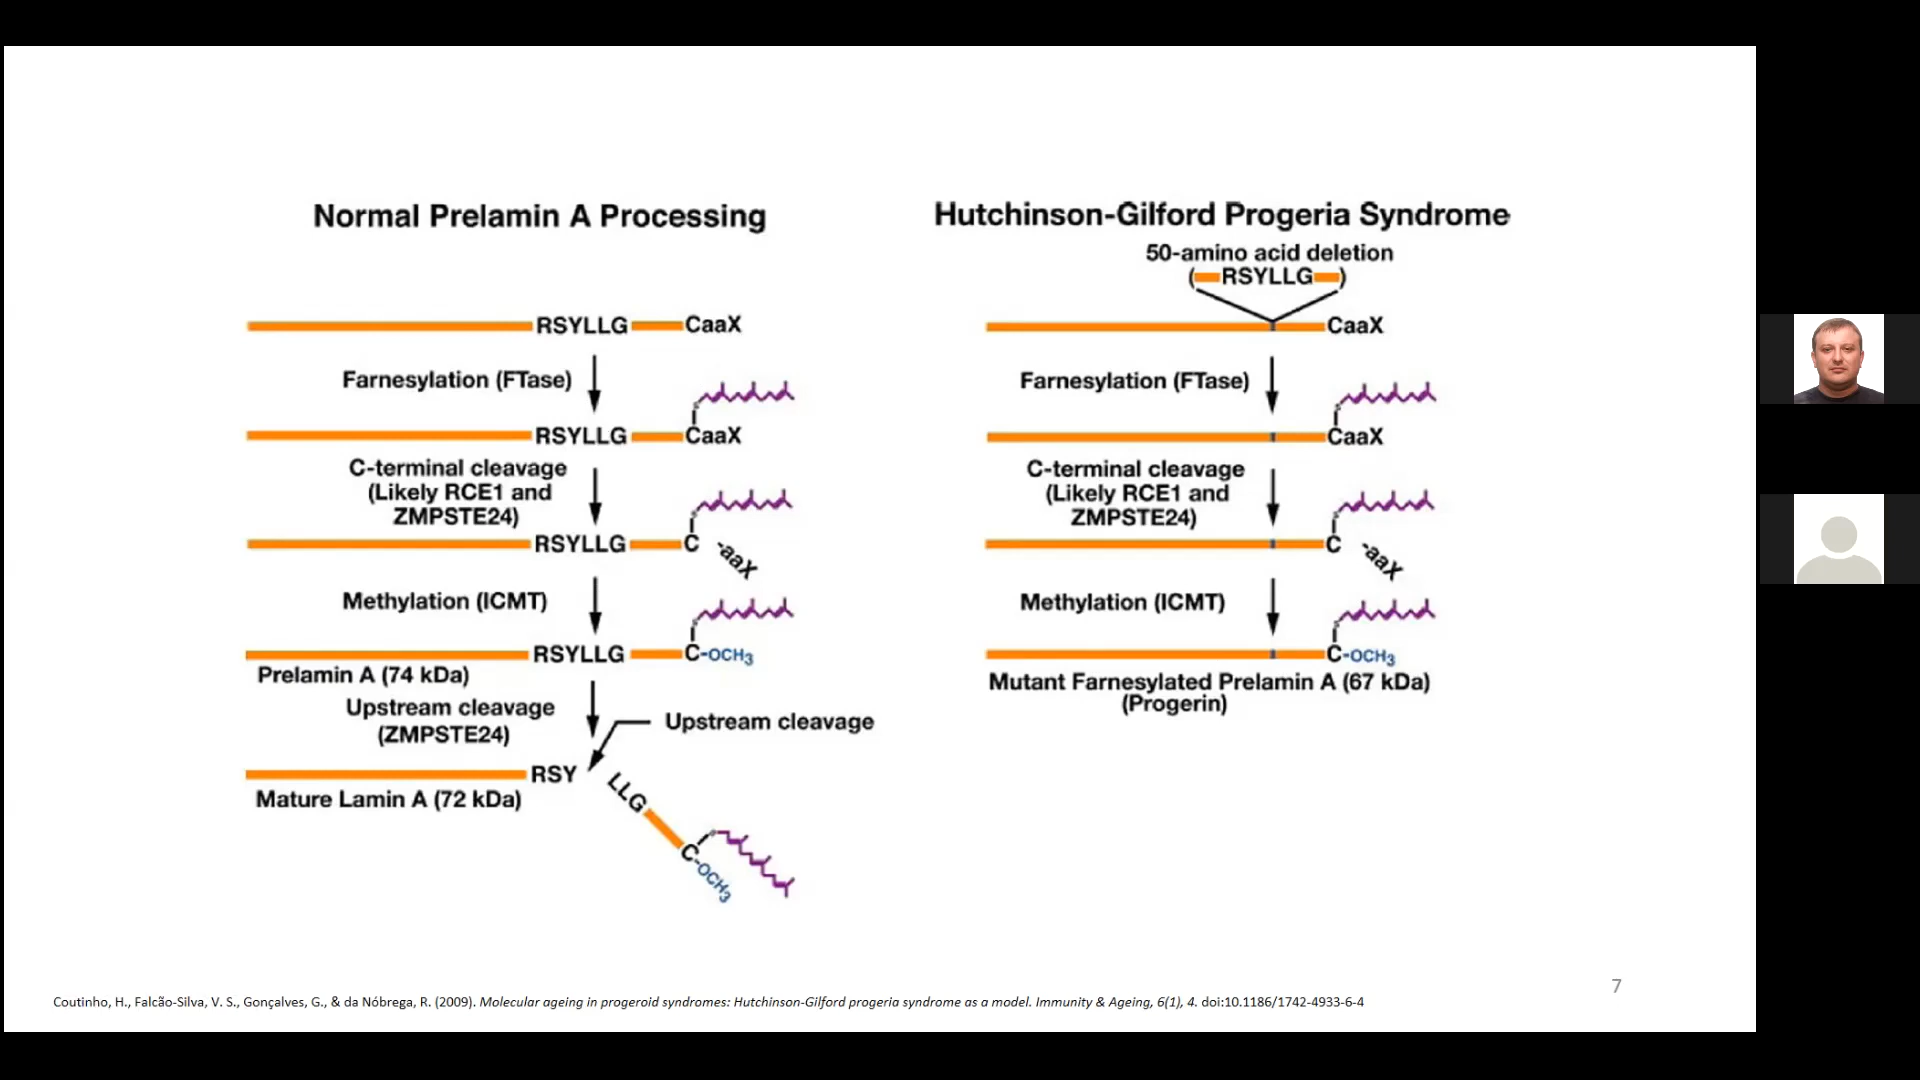 Normal Prelamin A Processing
RSYLLG CaaX
Farnesylation (FTase)
RSYLLG CaaX
C-terminal cleavage
(Likely RCE1 and
ZMPSTE24)
RSYLLG C -aaX
Methylation (ICMT)
RSYLLG C-OCH3
Prelamin A (74 kDa)
Upstream cleavage
(ZMPSTE24)
Upstream cleavage
RSY LLG
Mature Lamin A (72 kDa)
C-OCH3
Hutchinson-Gilford Progeria Syndrome
50-amino acid deletion
(RSYLLG)
CaaX
Farnesylation (FTase)
CaaX
C-terminal cleavage
(Likely RCE1 and
ZMPSTE24)
C -aaX
Methylation (ICMT)
C-OCH3
Mutant Farnesylated Prelamin A (67 kDa)
(Progerin)
7
Coutinho, H., Falcão-Silva, V. S., Gonçalves, G., & da Nóbrega, R. (2009). Molecular ageing in progeroid syndromes: Hutchinson-Gilford progeria syndrome as a model. Immunity & Ageing, 6(1), 4. doi:10.1186/1742-4933-6-4